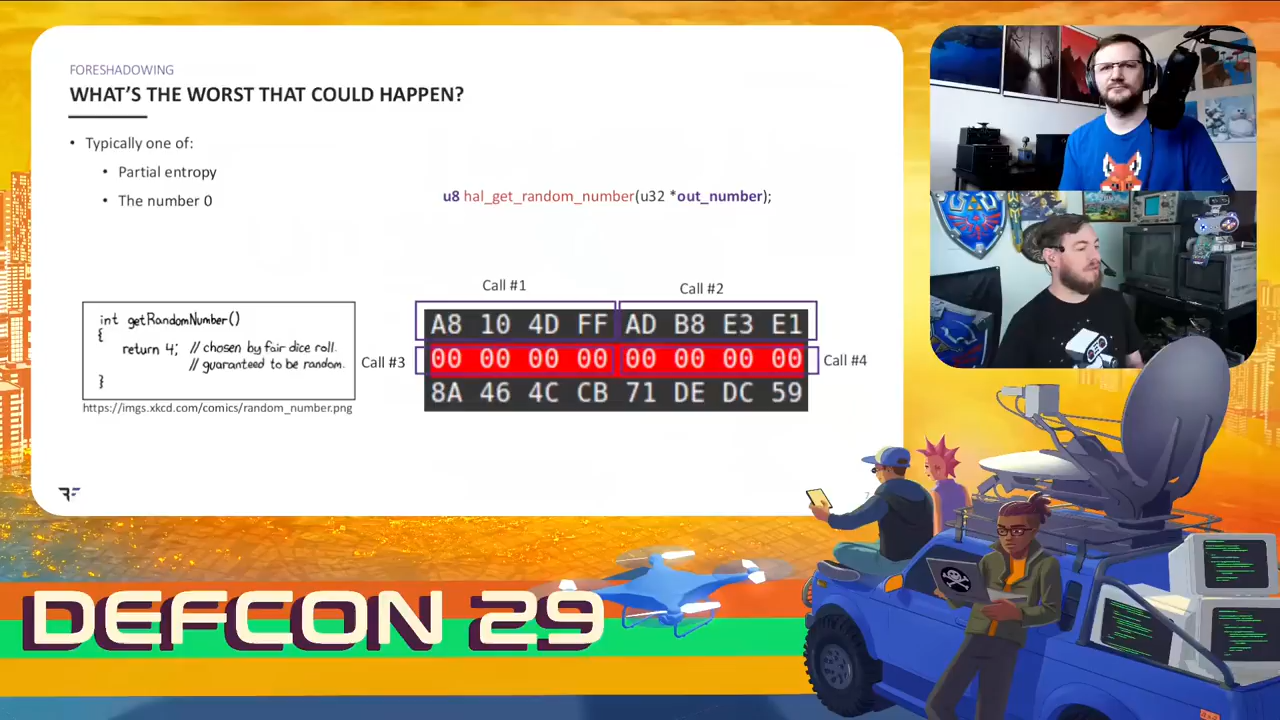 FORESHADOWING
WHAT'S THE WORST THAT COULD HAPPEN?
• Typically one of:
• Partial entropy
• The number 0
u8 hal_get_random_number(u32 *out_number);
int getRandomNumber()
{
return 4; // chosen by fair dice roll.
// guaranteed to be random.
}
https://imgs.xkcd.com/comics/random_number.png
Call #1
Call #2
A8 10 4D FF AD B8 E3 E1
Call #3
00 00 00 00 00 00 00 00
Call #4
8A 46 4C CB 71 DE DC 59
7
DEFCON 29